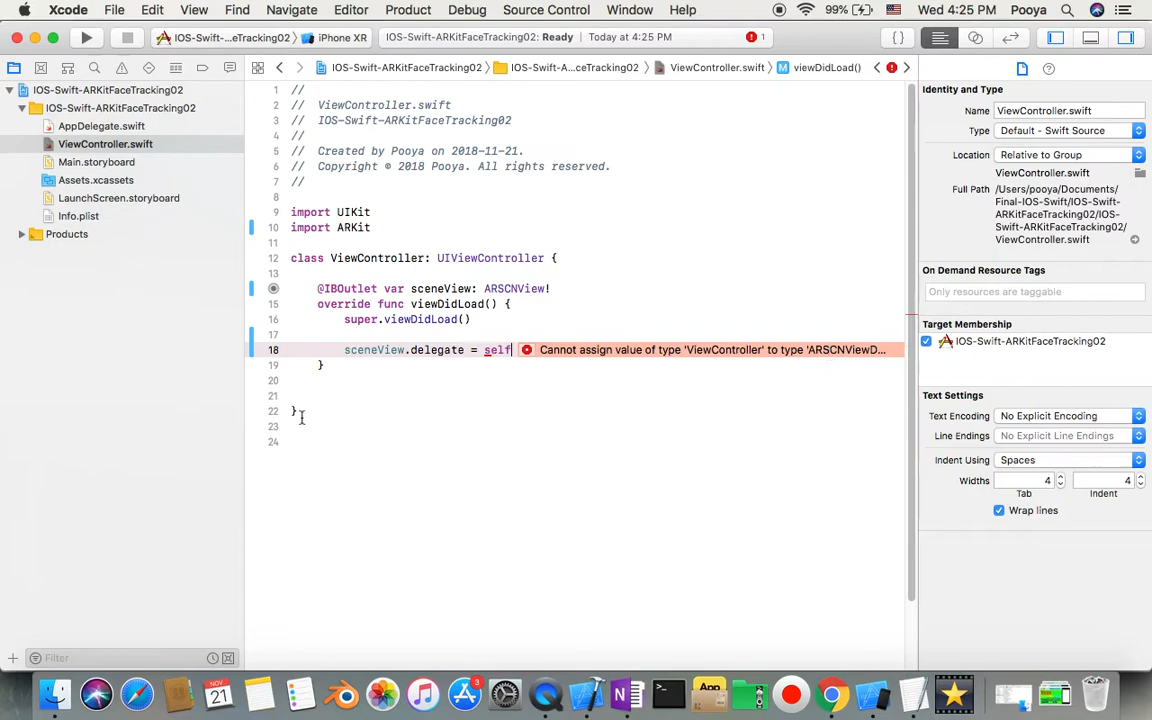 Xcode File Edit View Find Navigate Editor Product Debug Source Control Window Help 99% Wed 4:25 PM Pooya
IOS-Swift-...eTracking02 iPhone XR IOS-Swift-ARKitFaceTracking02: Ready Today at 4:25 PM 1
IOS-Swift-ARKitFaceTracking02 IOS-Swift-A...ceTracking02 ViewController.swift M viewDidLoad()
IOS-Swift-ARKitFaceTracking02
IOS-Swift-ARKitFaceTracking02
AppDelegate.swift
ViewController.swift
Main.storyboard
Assets.xcassets
LaunchScreen.storyboard
Info.plist
Products
Filter
1 //
2 // ViewController.swift
3 // IOS-Swift-ARKitFaceTracking02
4 //
5 // Created by Pooya on 2018-11-21.
6 // Copyright © 2018 Pooya. All rights reserved.
7 //
8
9 import UIKit
10 import ARKit
11
12 class ViewController: UIViewController {
13
14 @IBOutlet var sceneView: ARSCNView!
15 override func viewDidLoad() {
16 super.viewDidLoad()
17
18 sceneView.delegate = self Cannot assign value of type 'ViewController' to type 'ARSCNViewD...
19 }
20
21
22 }
23
24
Identity and Type
Name ViewController.swift
Type Default - Swift Source
Location Relative to Group
ViewController.swift
Full Path /Users/pooya/Documents/
Final-IOS-Swift/IOS-Swift-
ARKitFaceTracking02/IOS-
Swift-ARKitFaceTracking02/
ViewController.swift
On Demand Resource Tags
Only resources are taggable
Target Membership
IOS-Swift-ARKitFaceTracking02
Text Settings
Text Encoding No Explicit Encoding
Line Endings No Explicit Line Endings
Indent Using Spaces
Widths 4 4
Tab Indent
Wrap lines
NOV
21
3
App